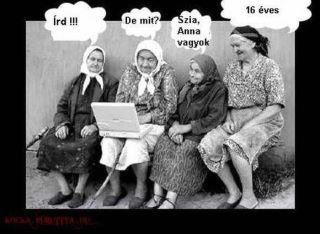 Írd !!!
De mit?
Szia,
Anna
vagyok
16 éves